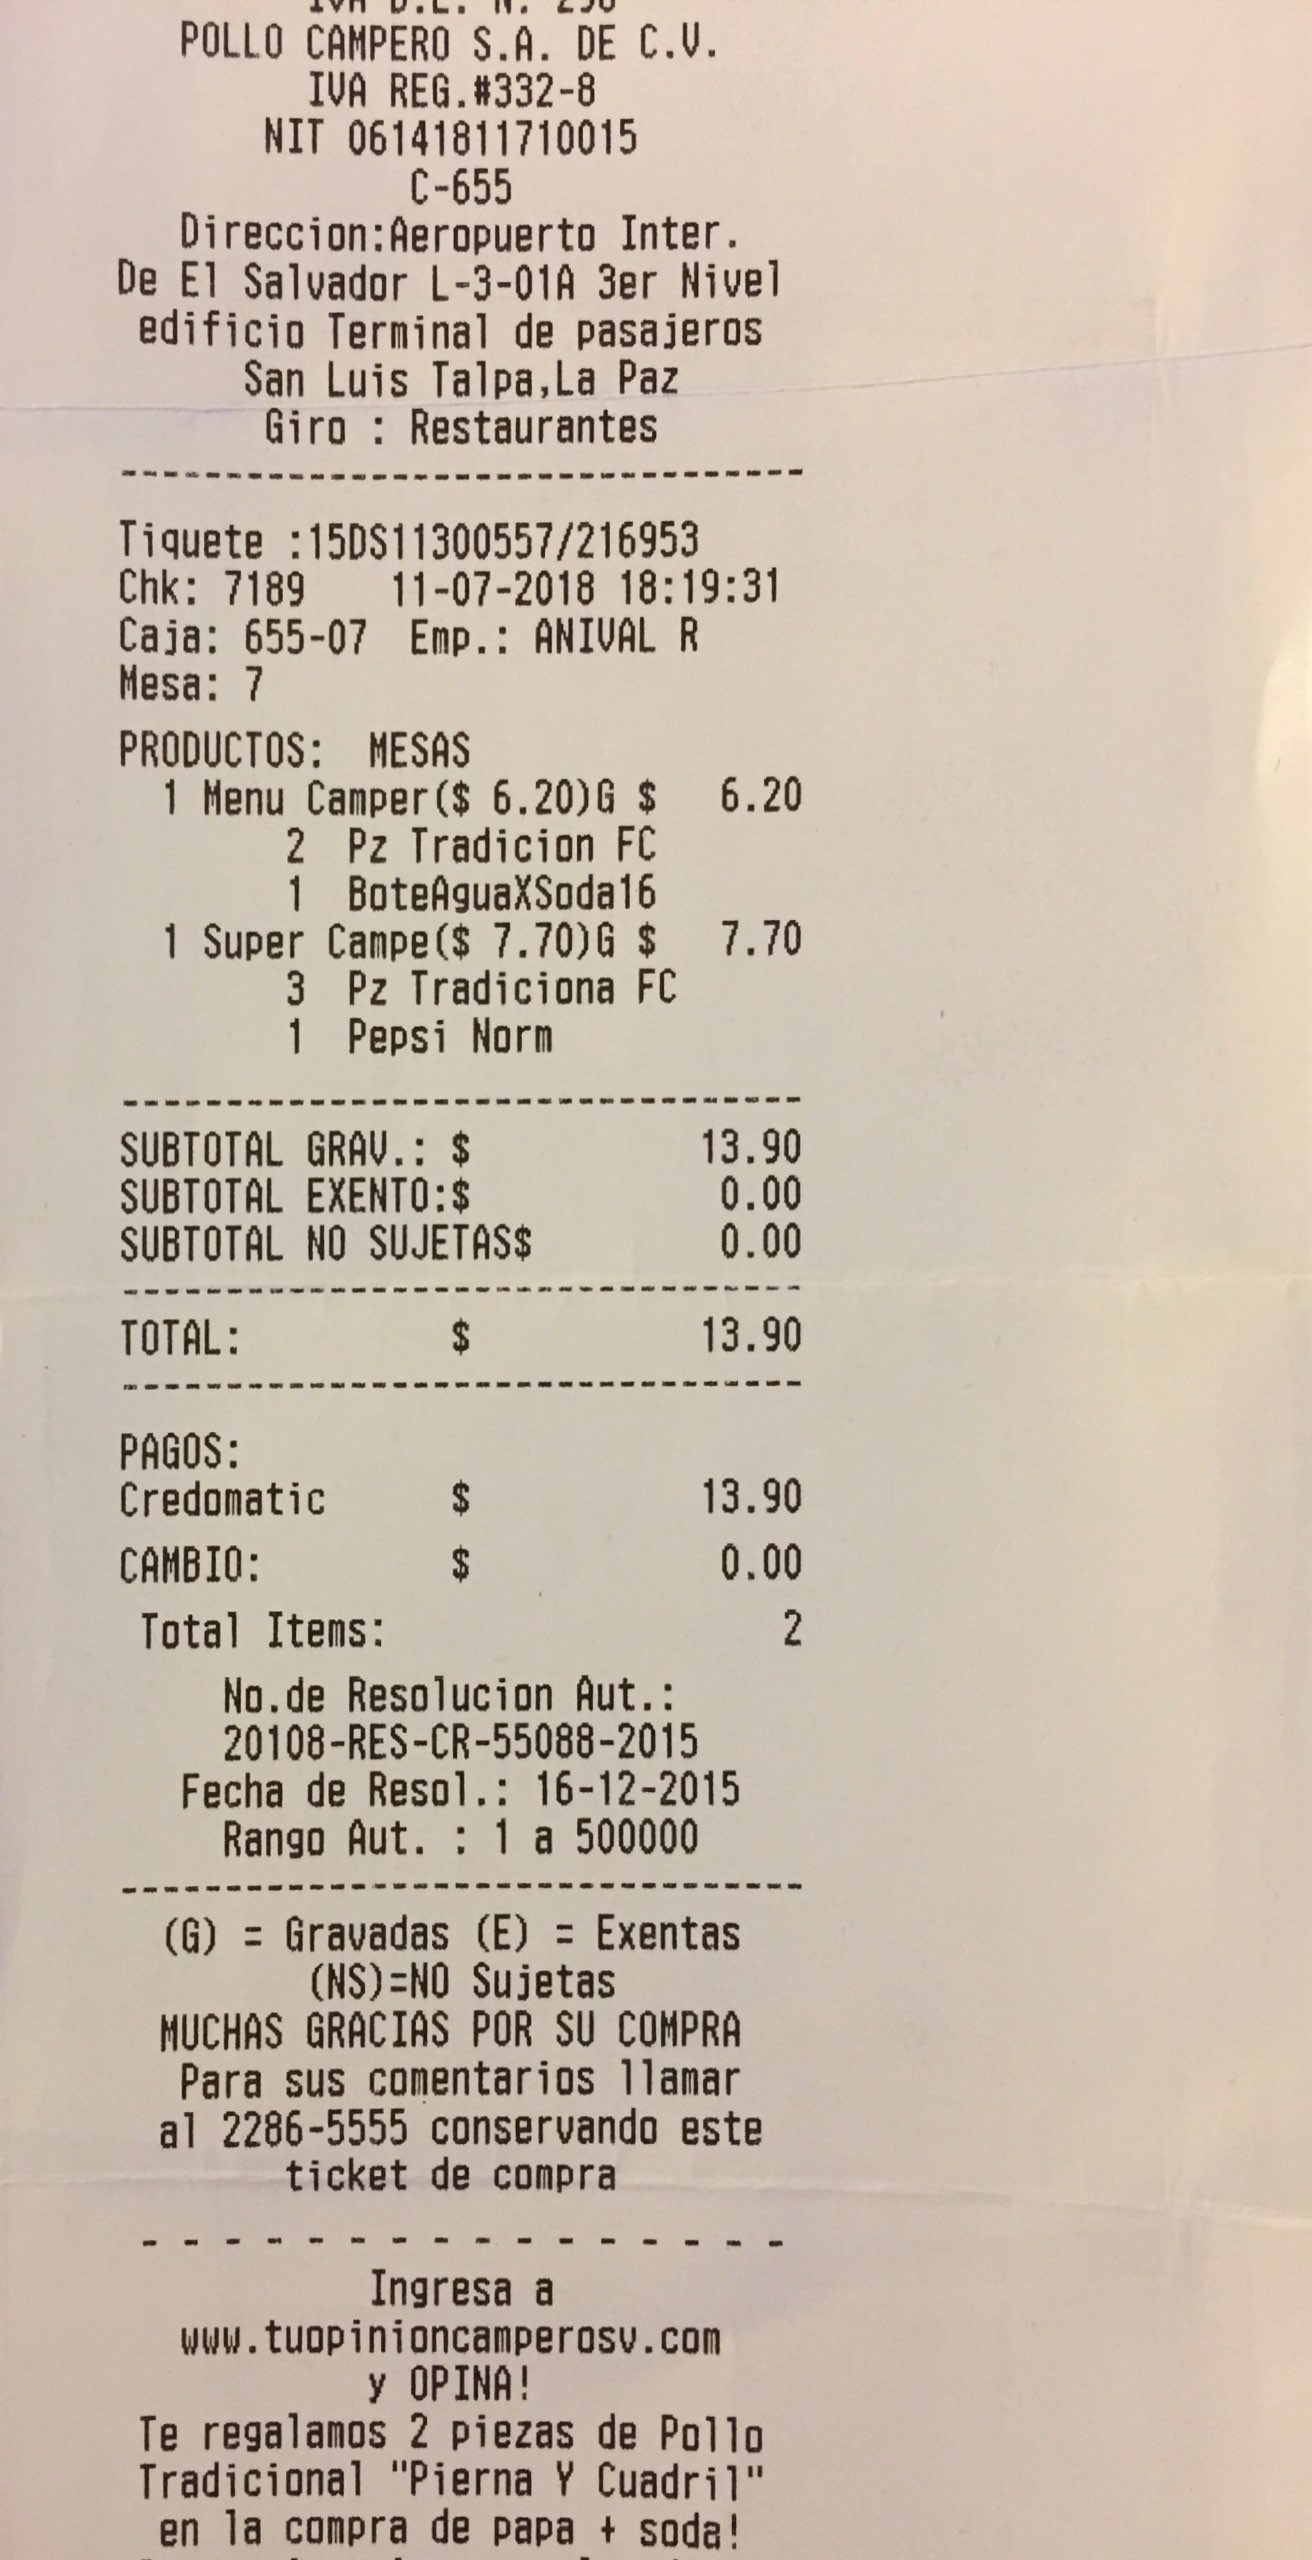 IVA D.L. N. 296
POLLO CAMPERO S.A. DE C.V.
IVA REG.#332-8
NIT 06141811710015
C-655
Direccion:Aeropuerto Inter.
De El Salvador L-3-01A 3er Nivel
edificio Terminal de pasajeros
San Luis Talpa,La Paz
Giro : Restaurantes
---------------------------------
Tiquete :15DS11300557/216953
Chk: 7189 11-07-2018 18:19:31
Caja: 655-07 Emp.: ANIVAL R
Mesa: 7
PRODUCTOS: MESAS
1 Menu Camper($ 6.20)G $ 6.20
2 Pz Tradicion FC
1 BoteAguaXSoda16
1 Super Campe($ 7.70)G $ 7.70
3 Pz Tradiciona FC
1 Pepsi Norm
---------------------------------
SUBTOTAL GRAV.: $ 13.90
SUBTOTAL EXENTO:$ 0.00
SUBTOTAL NO SUJETAS$ 0.00
---------------------------------
TOTAL: $ 13.90
---------------------------------
PAGOS:
Credomatic $ 13.90
CAMBIO: $ 0.00
Total Items: 2
No.de Resolucion Aut.:
20108-RES-CR-55088-2015
Fecha de Resol.: 16-12-2015
Rango Aut. : 1 a 500000
---------------------------------
(G) = Gravadas (E) = Exentas
(NS)=NO Sujetas
MUCHAS GRACIAS POR SU COMPRA
Para sus comentarios llamar
al 2286-5555 conservando este
ticket de compra
- - - - - - - - - - - - - - - -
Ingresa a
www.tuopinioncamperosv.com
y OPINA!
Te regalamos 2 piezas de Pollo
Tradicional "Pierna Y Cuadril"
en la compra de papa + soda!